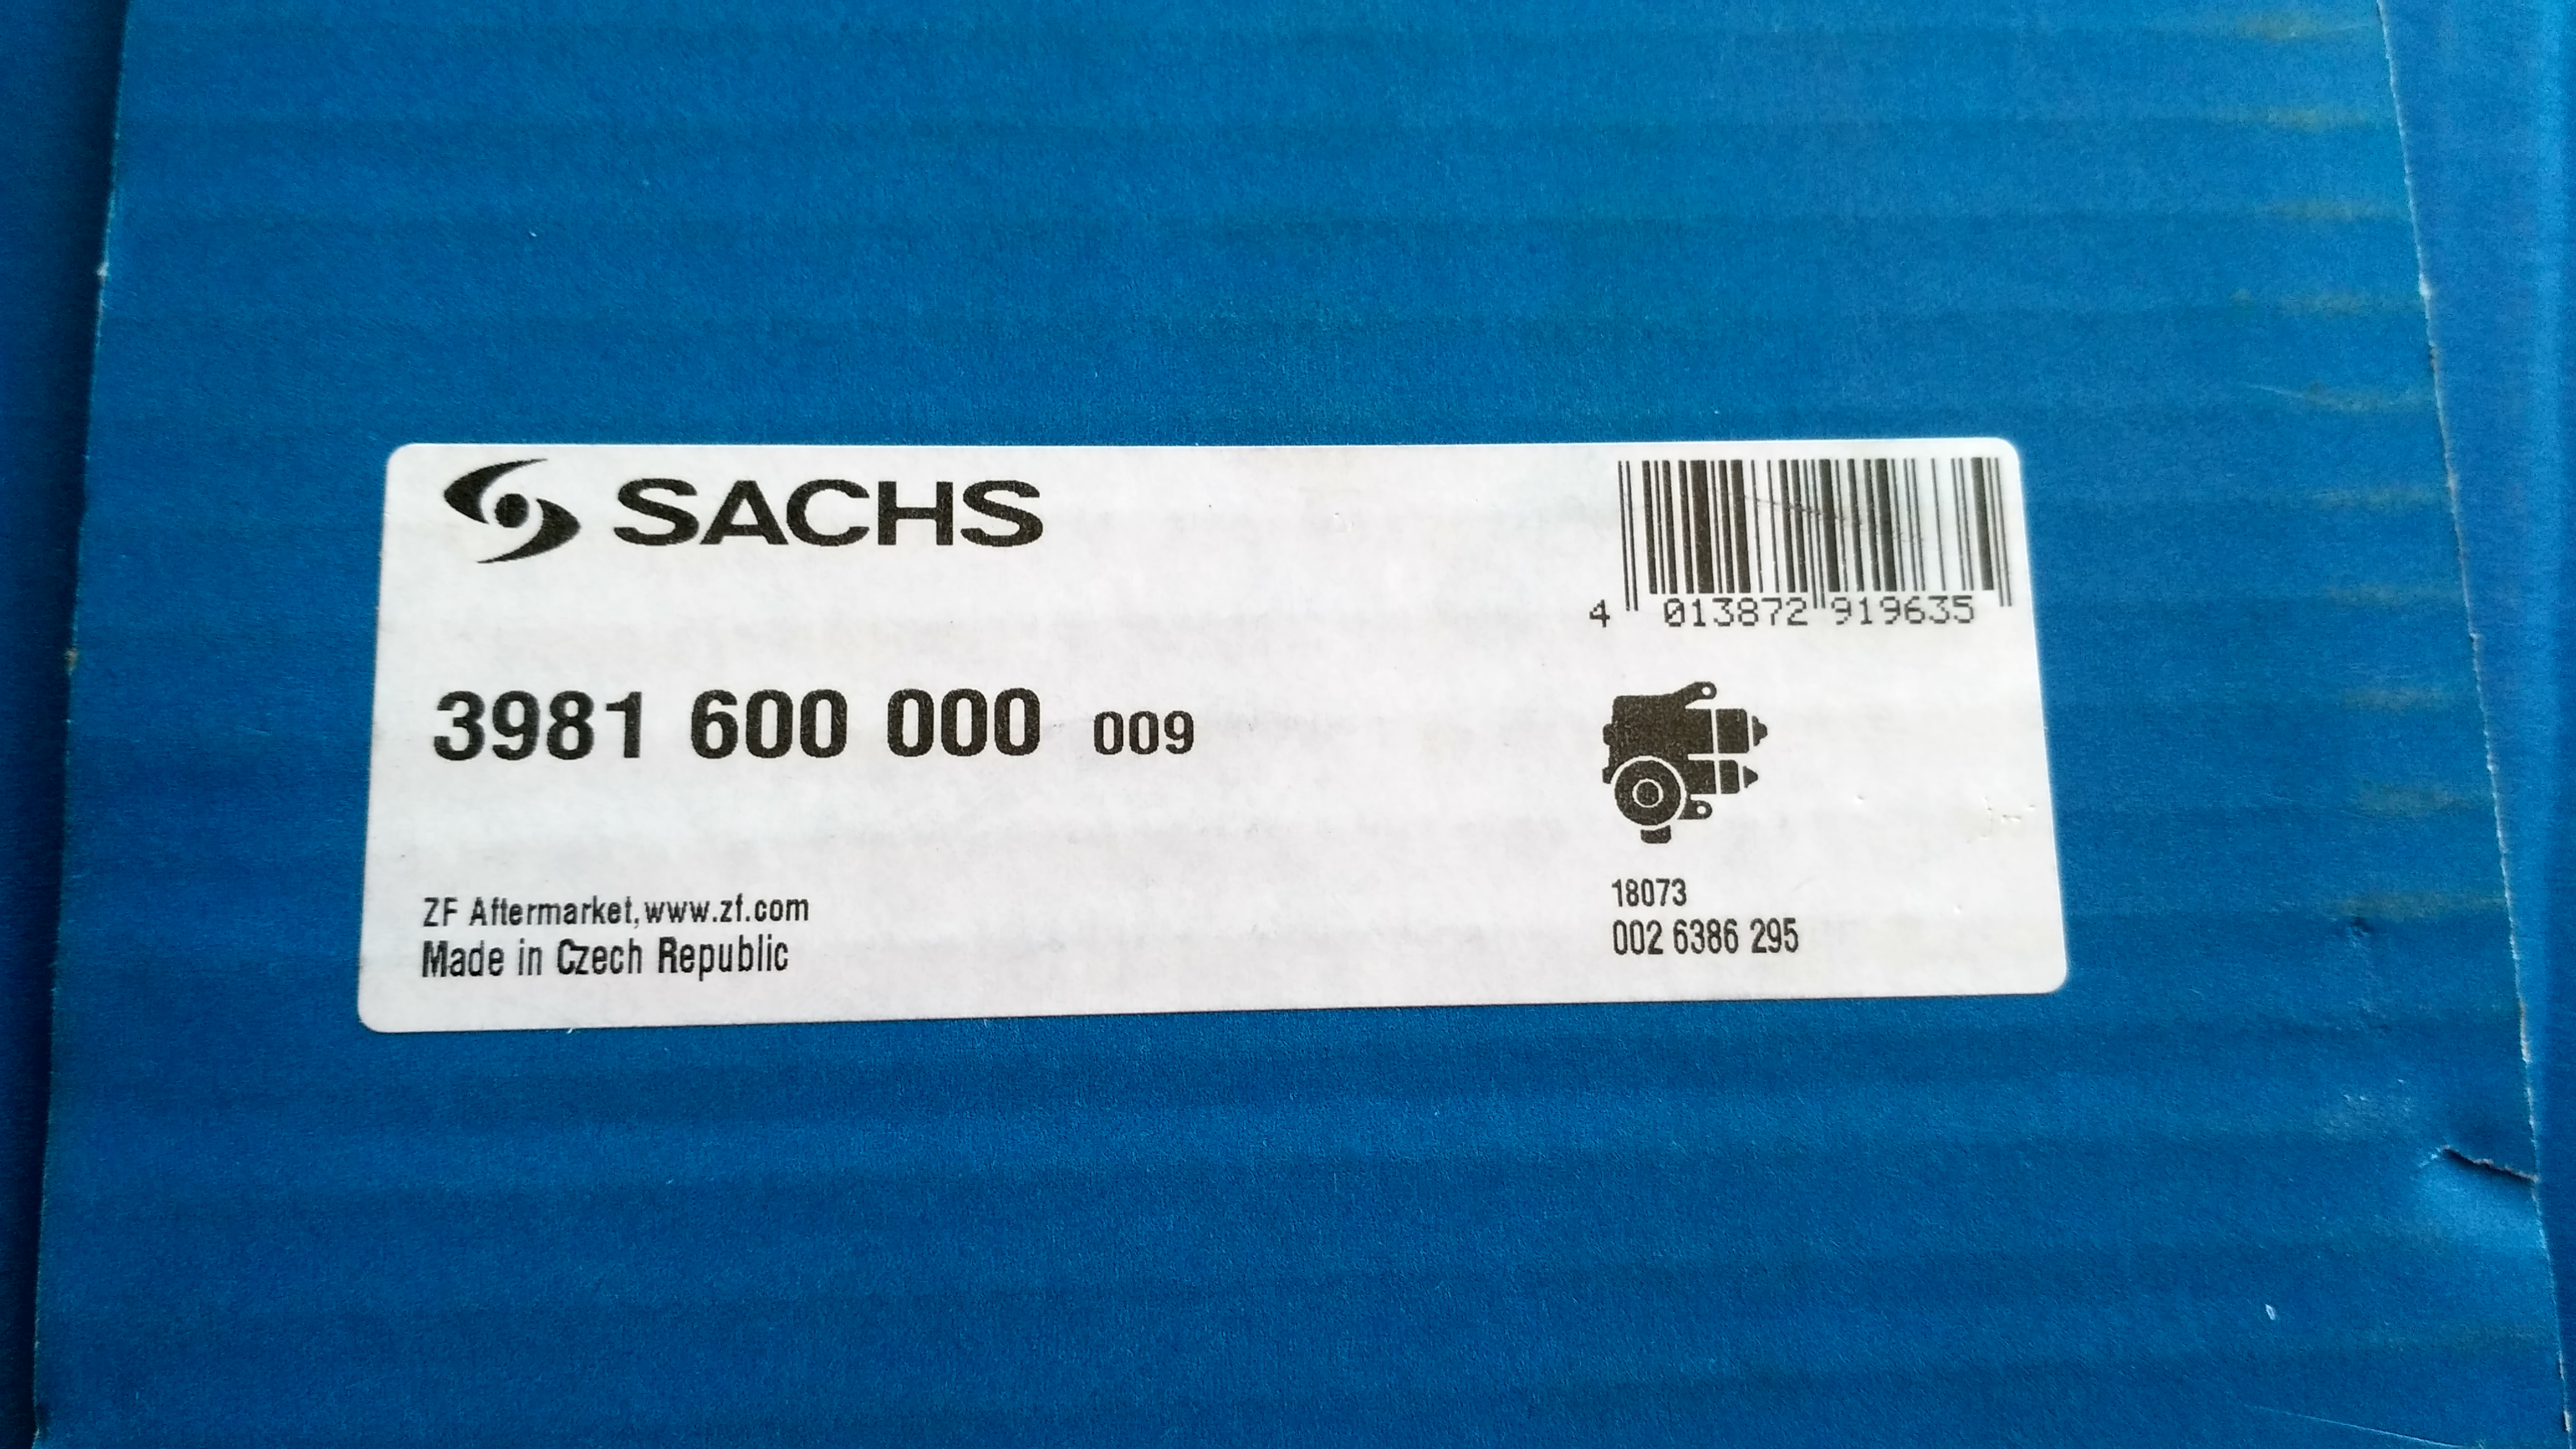 SACHS
4 013872 919635
3981 600 000 009
ZF Aftermarket,www.zf.com
Made in Czech Republic
18073
002 6386 295